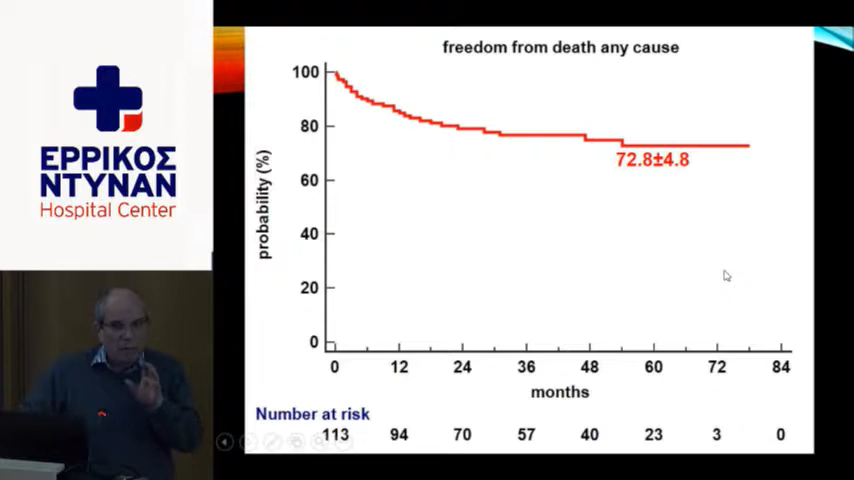 ΕΡΡΙΚΟΣ
ΝΤΥΝΑΝ
Hospital Center
freedom from death any cause
100
80
60
40
20
0
probability (%)
72.8±4.8
0 12 24 36 48 60 72 84
months
Number at risk
113 94 70 57 40 23 3 0